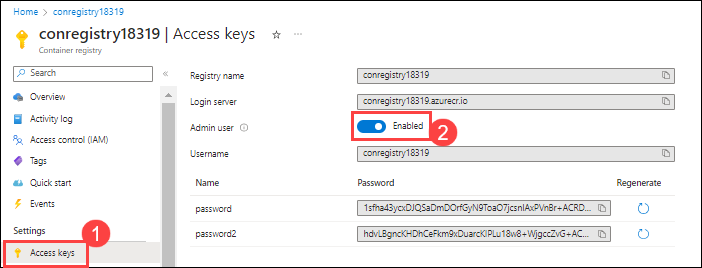 Home > conregistry18319 >
conregistry18319 | Access keys
Container registry
Search
Overview
Activity log
Access control (IAM)
Tags
Quick start
Events
Settings
Access keys
1
Registry name conregistry18319
Login server conregistry18319.azurecr.io
Admin user Enabled
2
Username conregistry18319
Name Password Regenerate
password 1sfha43ycxDJQSaDmDOrfGyN9ToaO7jcsnIAxPVnBr+ACRD...
password2 hdvLBgncKHDhCeFkm9xDuarcKIPLu18w8+WjgccZvG+AC...